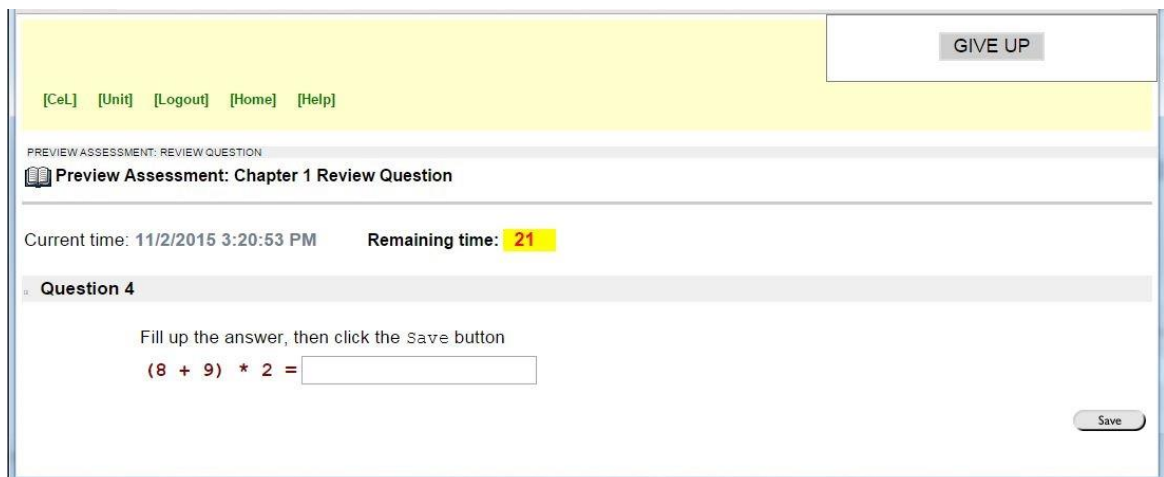 GIVE UP
[CeL] [Unit] [Logout] [Home] [Help]
PREVIEW ASSESSMENT: REVIEW QUESTION
Preview Assessment: Chapter 1 Review Question
Current time: 11/2/2015 3:20:53 PM Remaining time: 21
Question 4
Fill up the answer, then click the Save button
(8 + 9) * 2 =
Save